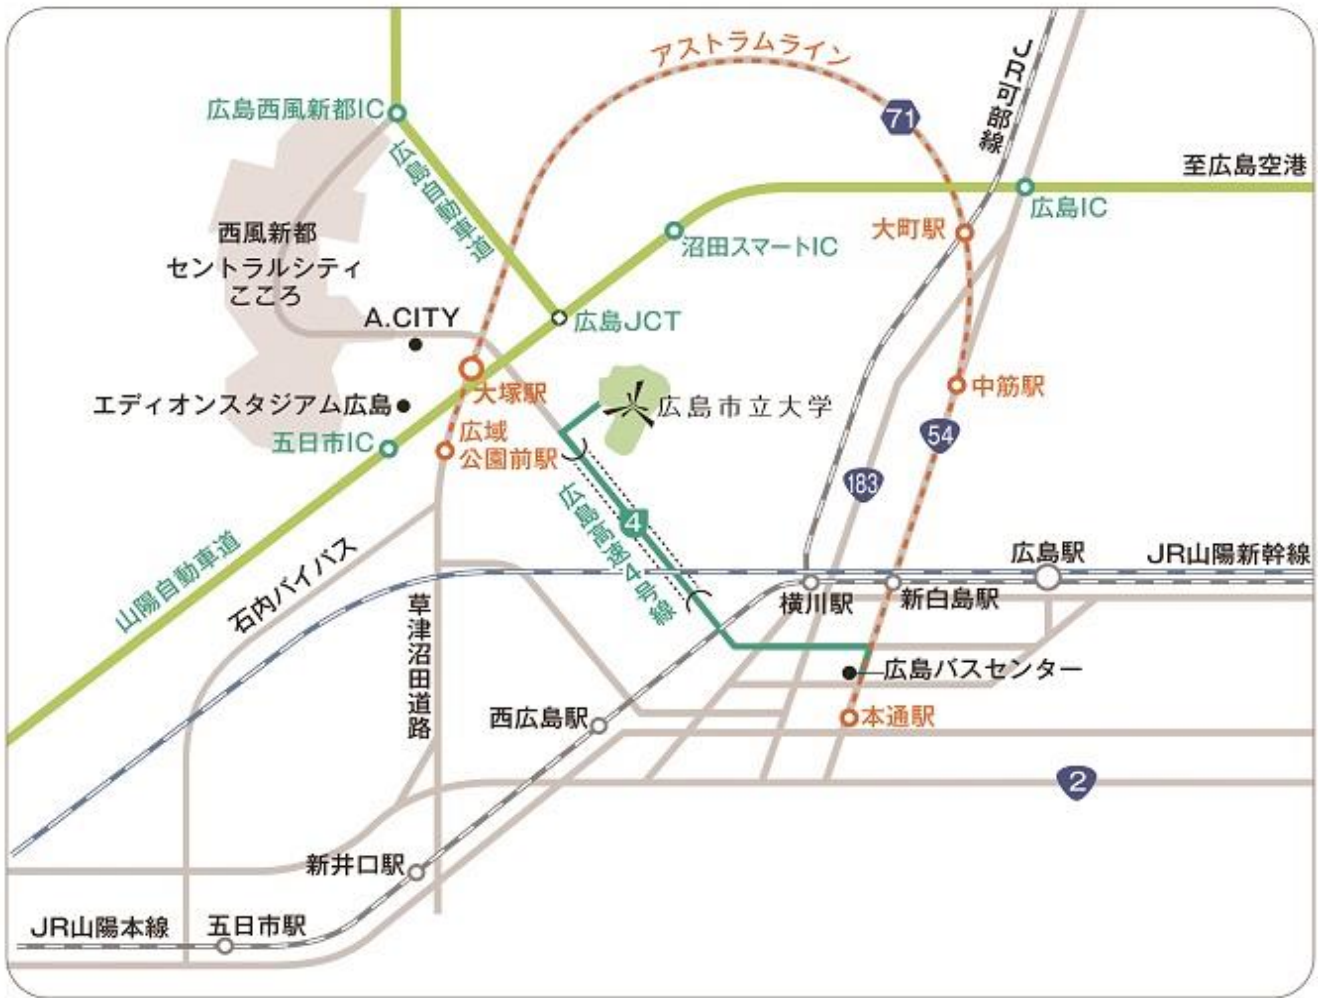 アストラムライン
広島西風新都IC
71
JR可部線
広島自動車道
至広島空港
広島IC
西風新都
セントラルシティ
こころ
大町駅
沼田スマートIC
A.CITY
広島JCT
大塚駅
中筋駅
エディオンスタジアム広島
広島市立大学
五日市IC
広域
公園前駅
54
183
広島高速4号線
4
山陽自動車道
石内バイパス
広島駅
JR山陽新幹線
横川駅
新白島駅
草津沼田道路
広島バスセンター
西広島駅
本通駅
2
新井口駅
JR山陽本線
五日市駅